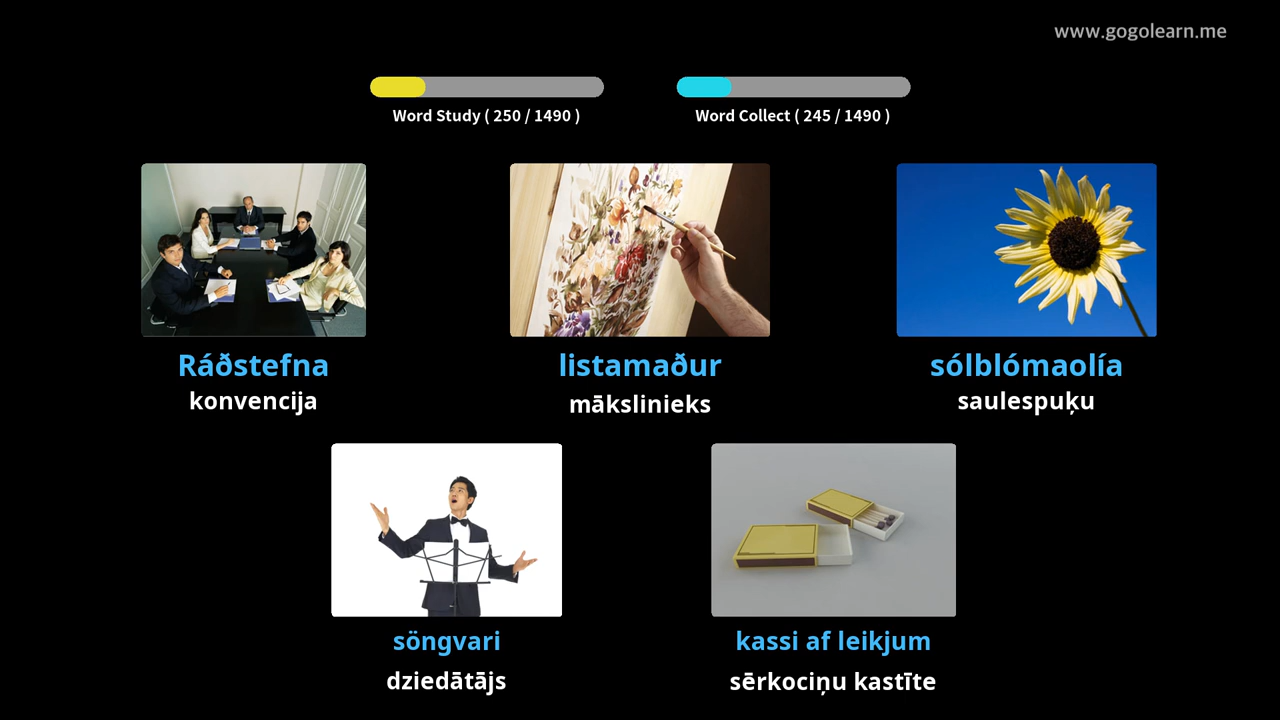 www.gogolearn.me
Word Study ( 250 / 1490 )
Word Collect ( 245 / 1490 )
Ráðstefna
konvencija
listamaður
mākslinieks
sólblómaolía
saulespuķu
söngvari
dziedātājs
kassi af leikjum
sērkociņu kastīte